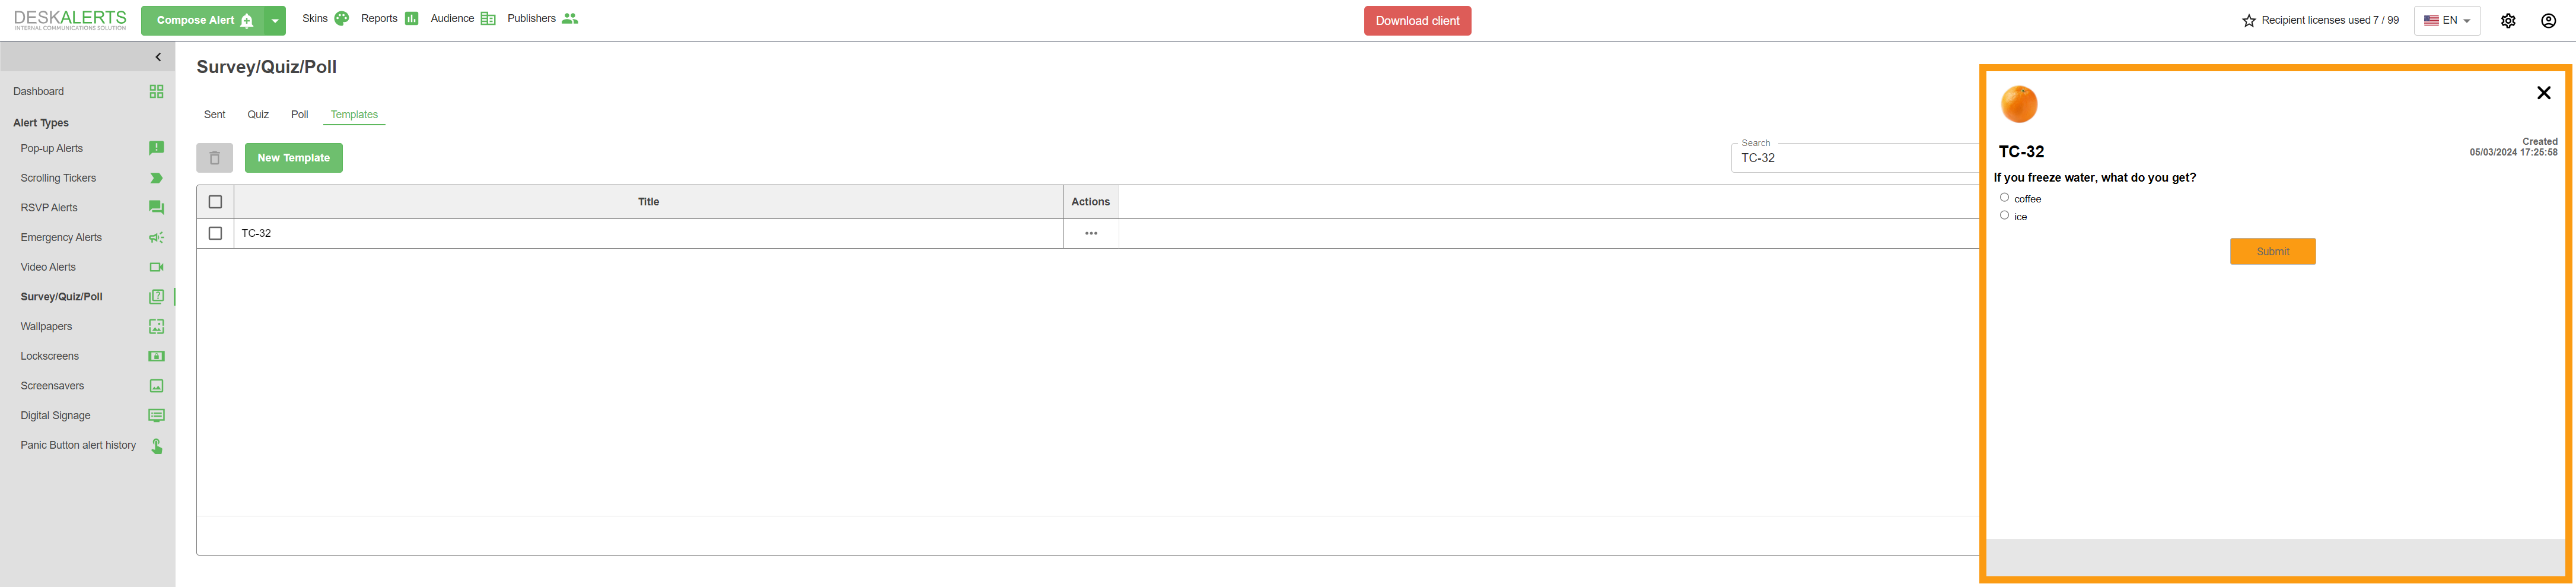 DESKALERTS
INTERNAL COMMUNICATIONS SOLUTION
Compose Alert
Skins
Reports
Audience
Publishers
Download client
Recipient licenses used 7 / 99
EN
Dashboard
Alert Types
Pop-up Alerts
Scrolling Tickers
RSVP Alerts
Emergency Alerts
Video Alerts
Survey/Quiz/Poll
Wallpapers
Lockscreens
Screensavers
Digital Signage
Panic Button alert history
Survey/Quiz/Poll
Sent
Quiz
Poll
Templates
New Template
Search
TC-32
Title
Actions
TC-32
TC-32
Created
05/03/2024 17:25:58
If you freeze water, what do you get?
coffee
ice
Submit